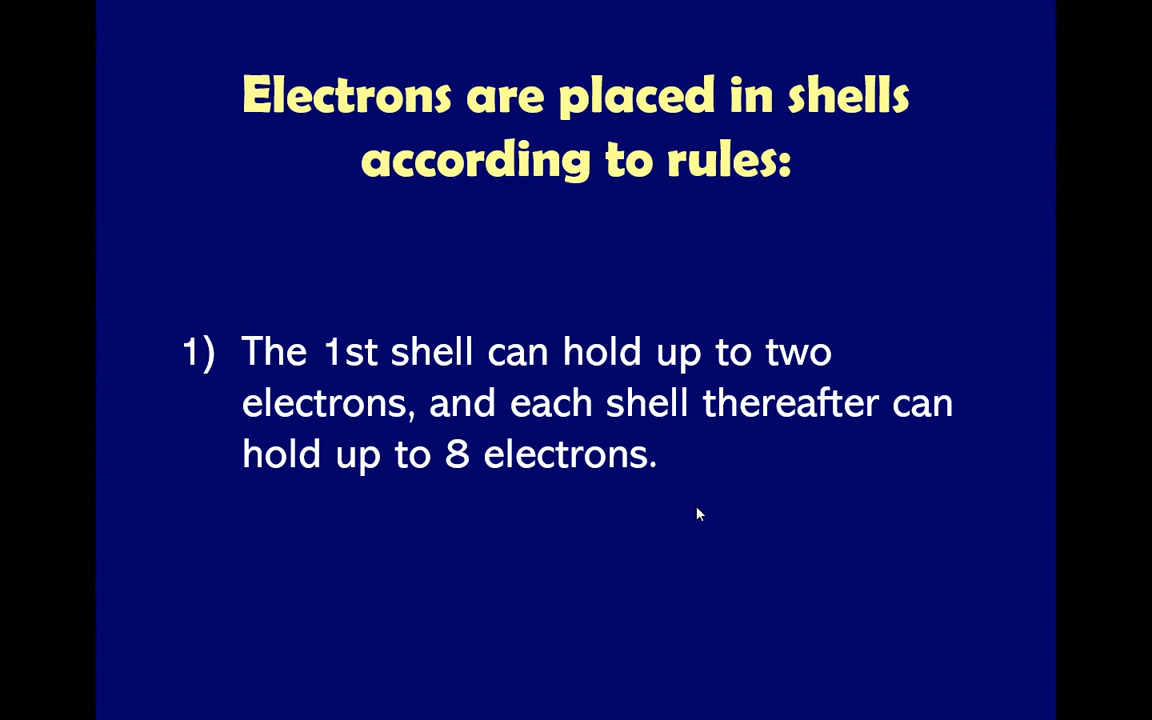 Electrons are placed in shells
according to rules:
1) The 1st shell can hold up to two
electrons, and each shell thereafter can
hold up to 8 electrons.